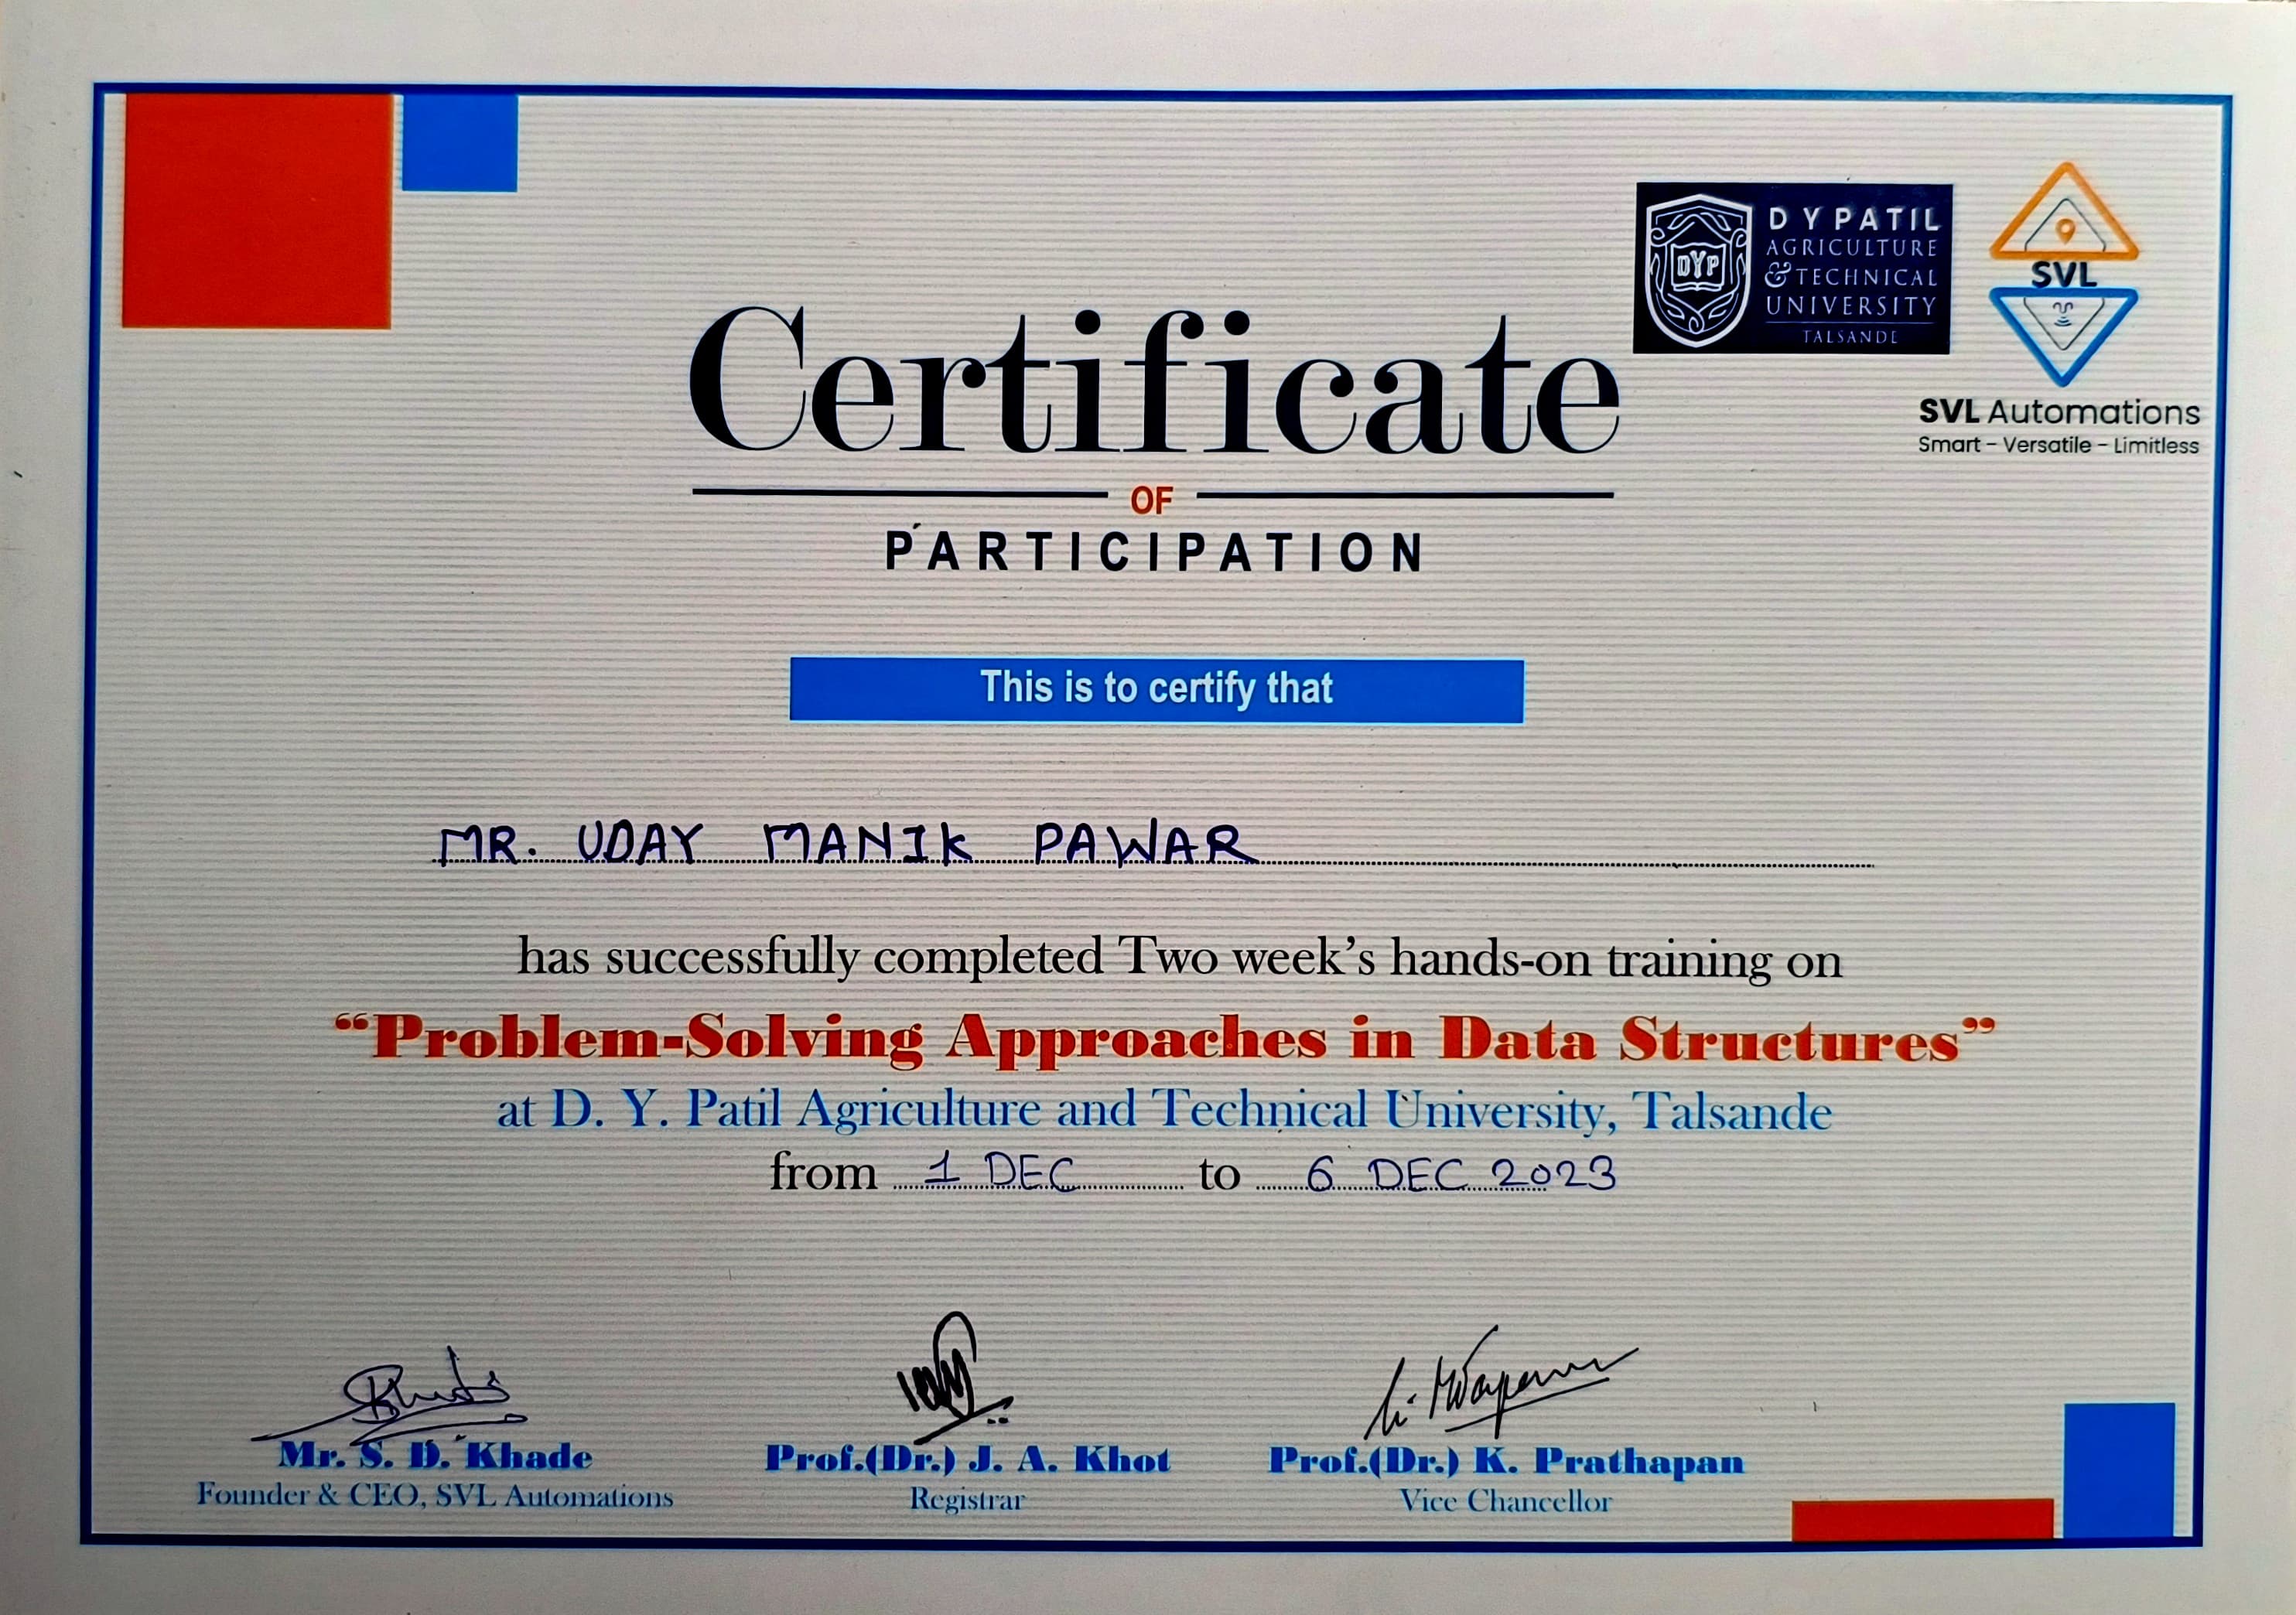 D Y PATIL
AGRICULTURE
& TECHNICAL
UNIVERSITY
TALSANDE
DYP
SVL
SVL Automations
Smart - Versatile - Limitless
Certificate
OF
PARTICIPATION
This is to certify that
MR. UDAY MANIK PAWAR
has successfully completed Two week's hands-on training on
“Problem-Solving Approaches in Data Structures”
at D. Y. Patil Agriculture and Technical University, Talsande
from 1 DEC to 6 DEC 2023
Mr. S. D. Khade
Founder & CEO, SVL Automations
Prof.(Dr.) J. A. Khot
Registrar
Prof.(Dr.) K. Prathapan
Vice Chancellor